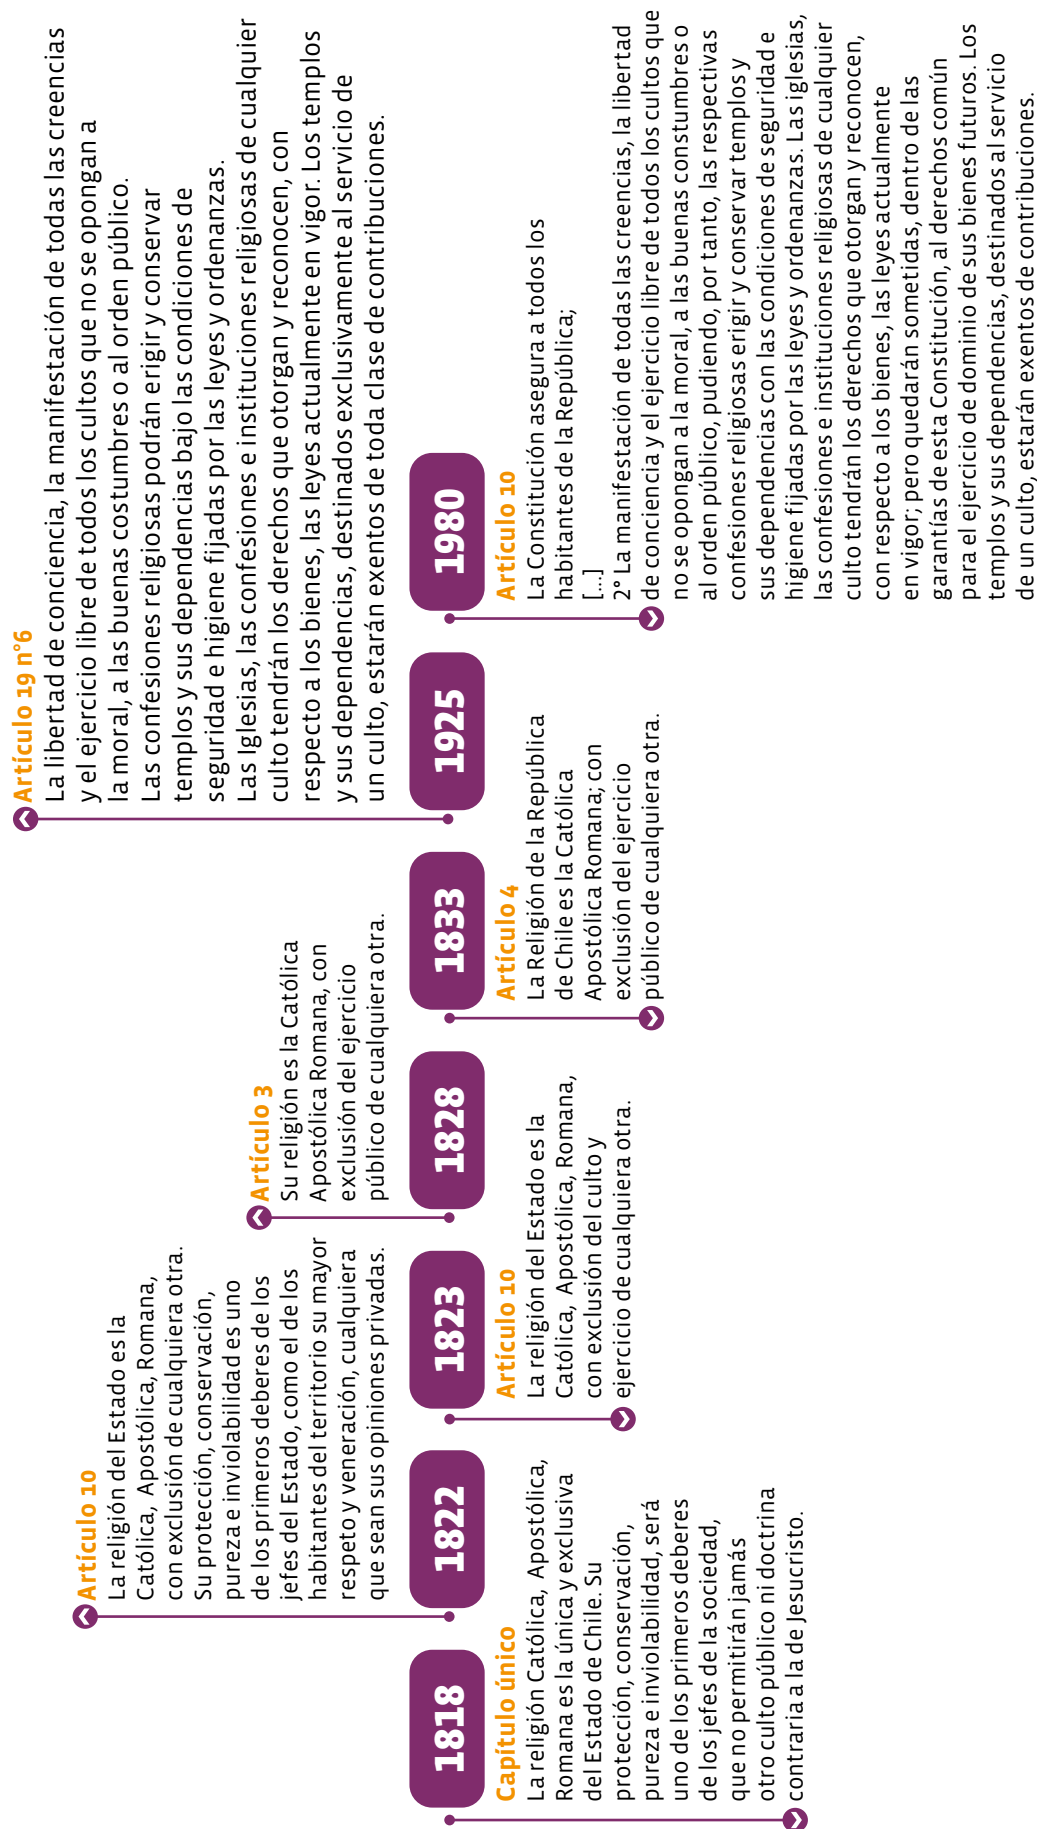 1818
Capítulo único
La religión Católica, Apostólica,
Romana es la única y exclusiva
del Estado de Chile. Su
protección, conservación,
pureza e inviolabilidad, será
uno de los primeros deberes
de los jefes de la sociedad,
que no permitirán jamás
otro culto público ni doctrina
contraria a la de Jesucristo.
1822
Artículo 10
La religión del Estado es la
Católica, Apostólica, Romana,
con exclusión de cualquiera otra.
Su protección, conservación,
pureza e inviolabilidad es uno
de los primeros deberes de los
jefes del Estado, como el de los
habitantes del territorio su mayor
respeto y veneración, cualquiera
que sean sus opiniones privadas.
1823
Artículo 10
La religión del Estado es la
Católica, Apostólica, Romana,
con exclusión del culto y
ejercicio de cualquiera otra.
1828
Artículo 3
Su religión es la Católica
Apostólica Romana, con
exclusión del ejercicio
público de cualquiera otra.
1833
Artículo 4
La Religión de la República
de Chile es la Católica
Apostólica Romana; con
exclusión del ejercicio
público de cualquiera otra.
1925
Artículo 19 n°6
La libertad de conciencia, la manifestación de todas las creencias
y el ejercicio libre de todos los cultos que no se opongan a
la moral, a las buenas costumbres o al orden público.
Las confesiones religiosas podrán erigir y conservar
templos y sus dependencias bajo las condiciones de
seguridad e higiene fijadas por las leyes y ordenanzas.
Las Iglesias, las confesiones e instituciones religiosas de cualquier
culto tendrán los derechos que otorgan y reconocen, con
respecto a los bienes, las leyes actualmente en vigor. Los templos
y sus dependencias, destinados exclusivamente al servicio de
un culto, estarán exentos de toda clase de contribuciones.
1980
Artículo 10
La Constitución asegura a todos los
habitantes de la República;
[...]
2° La manifestación de todas las creencias, la libertad
de conciencia y el ejercicio libre de todos los cultos que
no se opongan a la moral, a las buenas constumbres o
al orden público, pudiendo, por tanto, las respectivas
confesiones religiosas erigir y conservar templos y
sus dependencias con las condiciones de seguridad e
higiene fijadas por las leyes y ordenanzas. Las iglesias,
las confesiones e instituciones religiosas de cualquier
culto tendrán los derechos que otorgan y reconocen,
con respecto a los bienes, las leyes actualmente
en vigor; pero quedarán sometidas, dentro de las
garantías de esta Constitución, al derechos común
para el ejercicio de dominio de sus bienes futuros. Los
templos y sus dependencias, destinados al servicio
de un culto, estarán exentos de contribuciones.